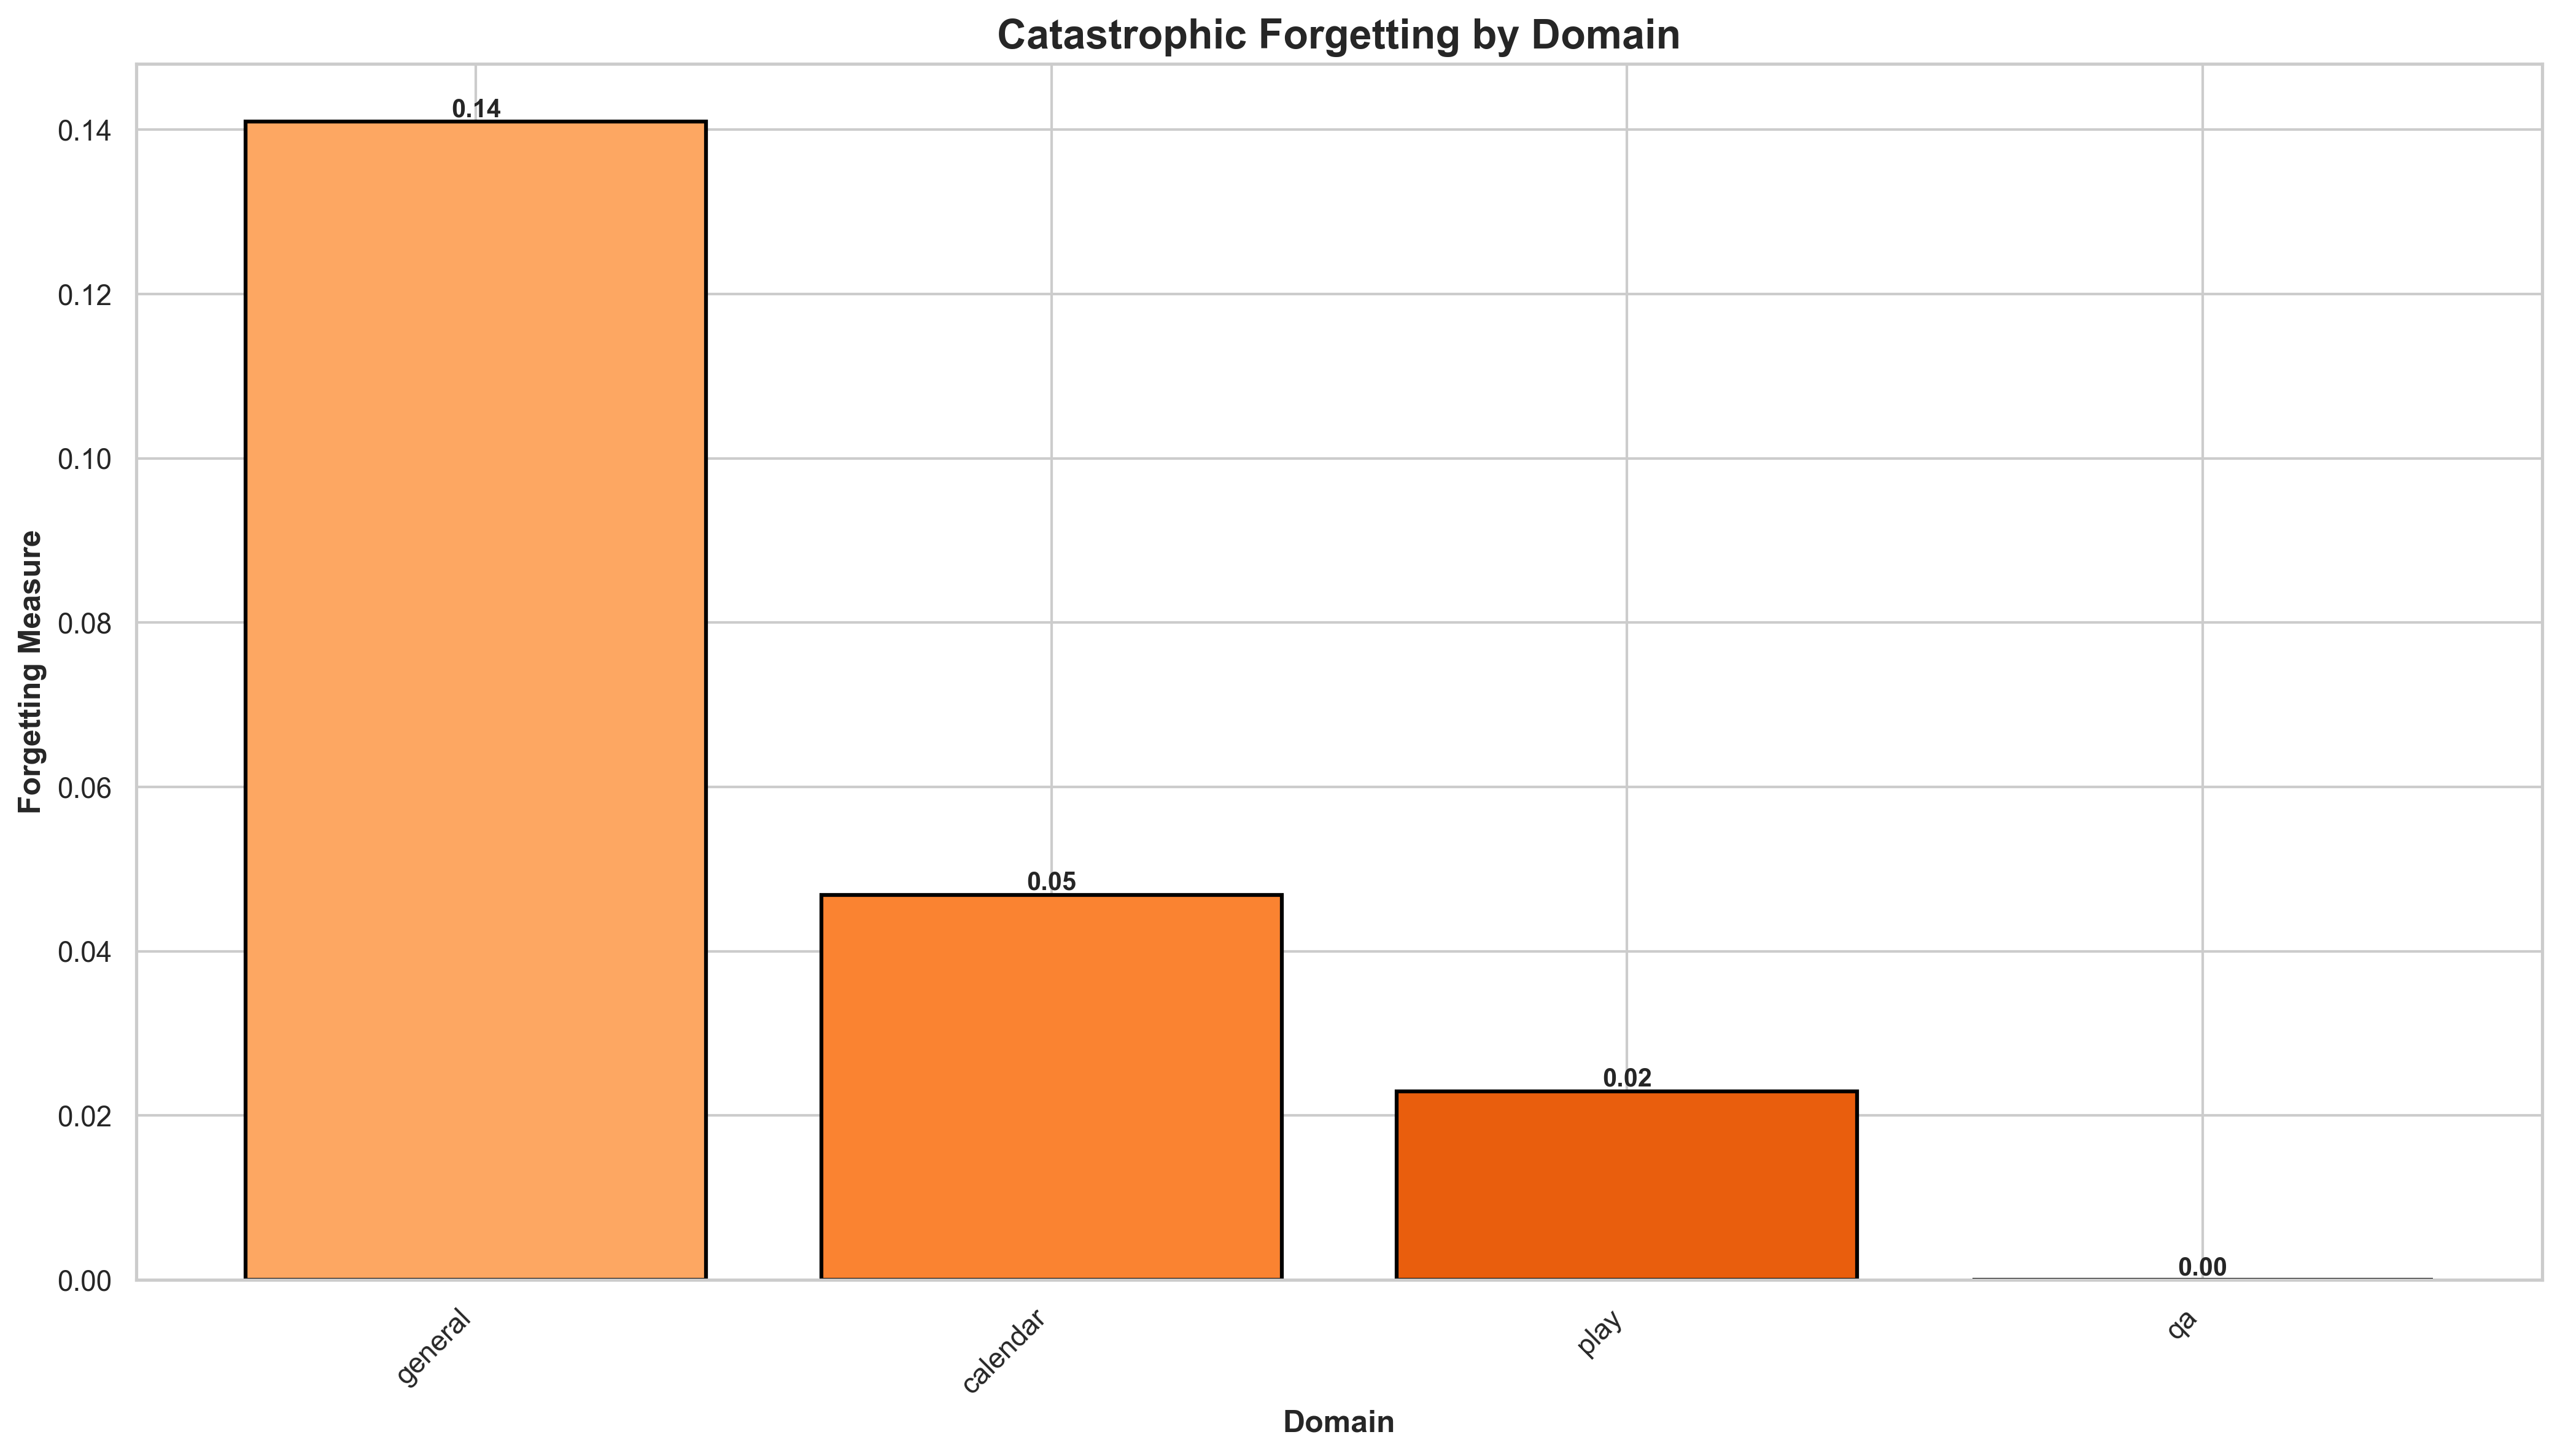 Catastrophic Forgetting by Domain
0.14
0.14
0.12
0.10
0.08
0.06
0.05
0.04
0.02
0.02
0.00
0.00
Forgetting Measure
general
calendar
play
qa
Domain